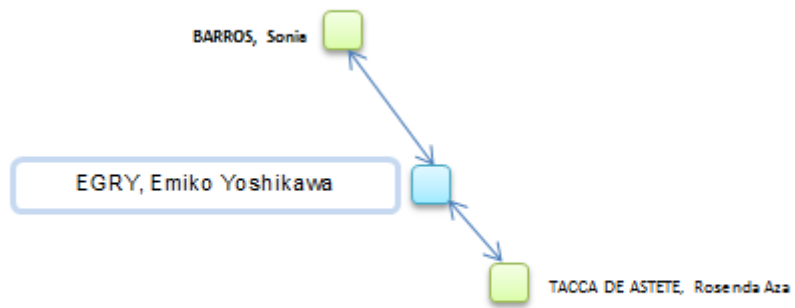 BARROS, Sonia
EGRY, Emiko Yoshikawa
TACCA DE ASTETE, Rosenda Aza